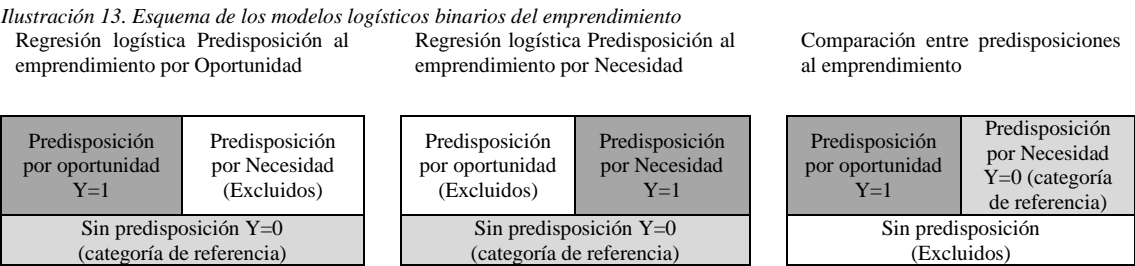 Ilustración 13. Esquema de los modelos logísticos binarios del emprendimiento
Regresión logística Predisposición al
emprendimiento por Oportunidad
Regresión logística Predisposición al
emprendimiento por Necesidad
Comparación entre predisposiciones
al emprendimiento
Predisposición
por oportunidad
Y=1
Predisposición
por Necesidad
(Excluidos)
Sin predisposición Y=0
(categoría de referencia)
Predisposición
por oportunidad
(Excluidos)
Predisposición
por Necesidad
Y=1
Sin predisposición Y=0
(categoría de referencia)
Predisposición
por oportunidad
Y=1
Predisposición
por Necesidad
Y=0 (categoría
de referencia)
Sin predisposición
(Excluidos)